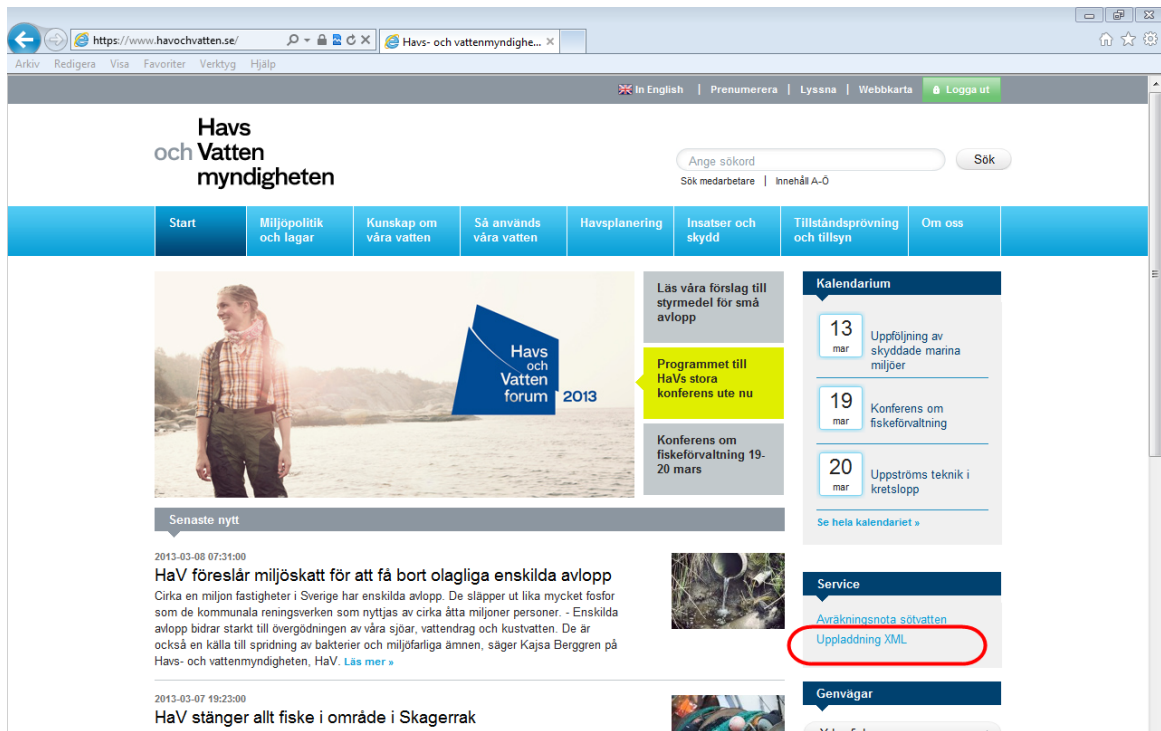 https://www.havochvatten.se/
Havs- och vattenmyndighe...
Arkiv Redigera Visa Favoriter Verktyg Hjälp
In English | Prenumerera | Lyssna | Webbkarta
Logga ut
Havs
och Vatten
myndigheten
Ange sökord
Sök
Sök medarbetare | Innehåll A-Ö
Start
Miljöpolitik
och lagar
Kunskap om
våra vatten
Så används
våra vatten
Havsplanering
Insatser och
skydd
Tillståndsprövning
och tillsyn
Om oss
Havs
och
Vatten
forum 2013
Läs våra förslag till
styrmedel för små
avlopp
Programmet till
HaVs stora
konferens ute nu
Konferens om
fiskeförvaltning 19-
20 mars
Kalendarium
13
mar
Uppföljning av
skyddade marina
miljöer
19
mar
Konferens om
fiskeförvaltning
20
mar
Uppströms teknik i
kretslopp
Se hela kalendariet »
Senaste nytt
2013-03-08 07:31:00
HaV föreslår miljöskatt för att få bort olagliga enskilda avlopp
Cirka en miljon fastigheter i Sverige har enskilda avlopp. De släpper ut lika mycket fosfor
som de kommunala reningsverken som nyttjas av cirka åtta miljoner personer. - Enskilda
avlopp bidrar starkt till övergödningen av våra sjöar, vattendrag och kustvatten. De är
också en källa till spridning av bakterier och miljöfarliga ämnen, säger Kajsa Berggren på
Havs- och vattenmyndigheten, HaV. Läs mer »
2013-03-07 19:23:00
HaV stänger allt fiske i område i Skagerrak
Service
Avräkningsnota sötvatten
Uppladdning XML
Genvägar